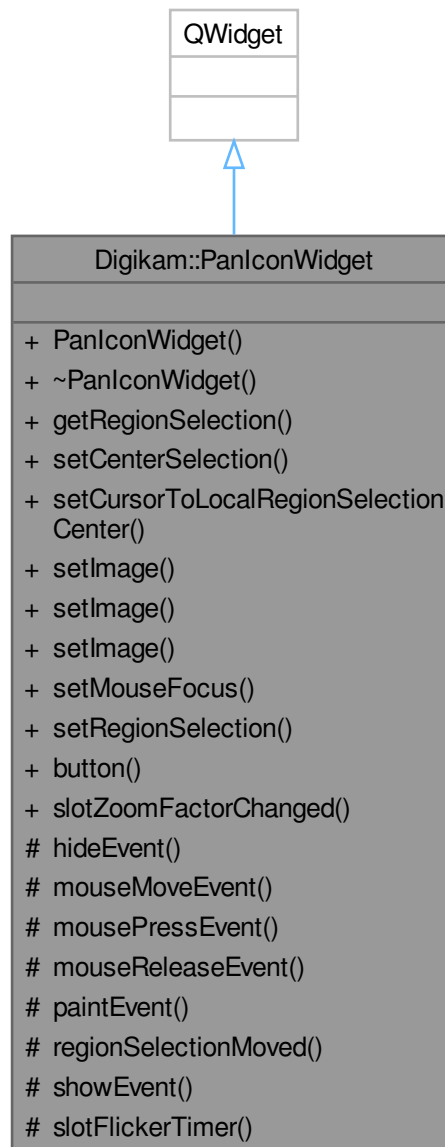 QWidget
Digikam::PanIconWidget
+ PanIconWidget()
+ ~PanIconWidget()
+ getRegionSelection()
+ setCenterSelection()
+ setCursorToLocalRegionSelection
Center()
+ setImage()
+ setImage()
+ setImage()
+ setMouseFocus()
+ setRegionSelection()
+ button()
+ slotZoomFactorChanged()
# hideEvent()
# mouseMoveEvent()
# mousePressEvent()
# mouseReleaseEvent()
# paintEvent()
# regionSelectionMoved()
# showEvent()
# slotFlickerTimer()